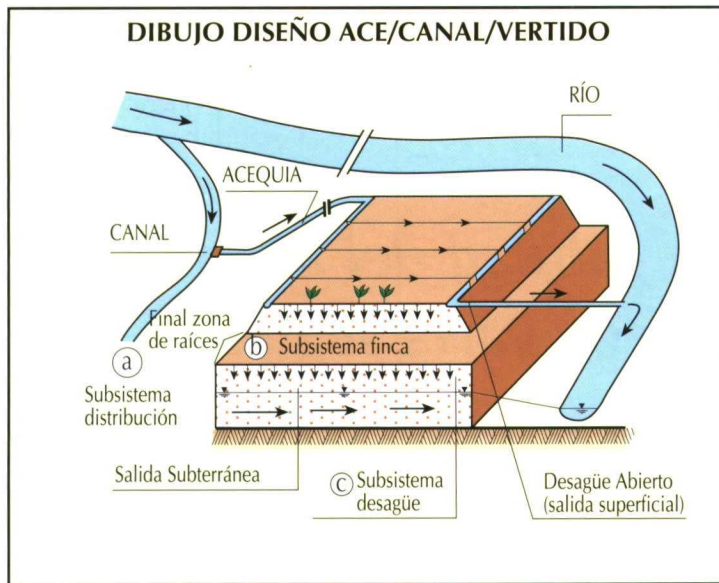 DIBUJO DISEÑO ACE/CANAL/VERTIDO
RÍO
ACEQUIA
CANAL
Final zona
de raíces
a
Subsistema
distribución
b Subsistema finca
Salida Subterránea
c Subsistema
desagüe
Desagüe Abierto
(salida superficial)